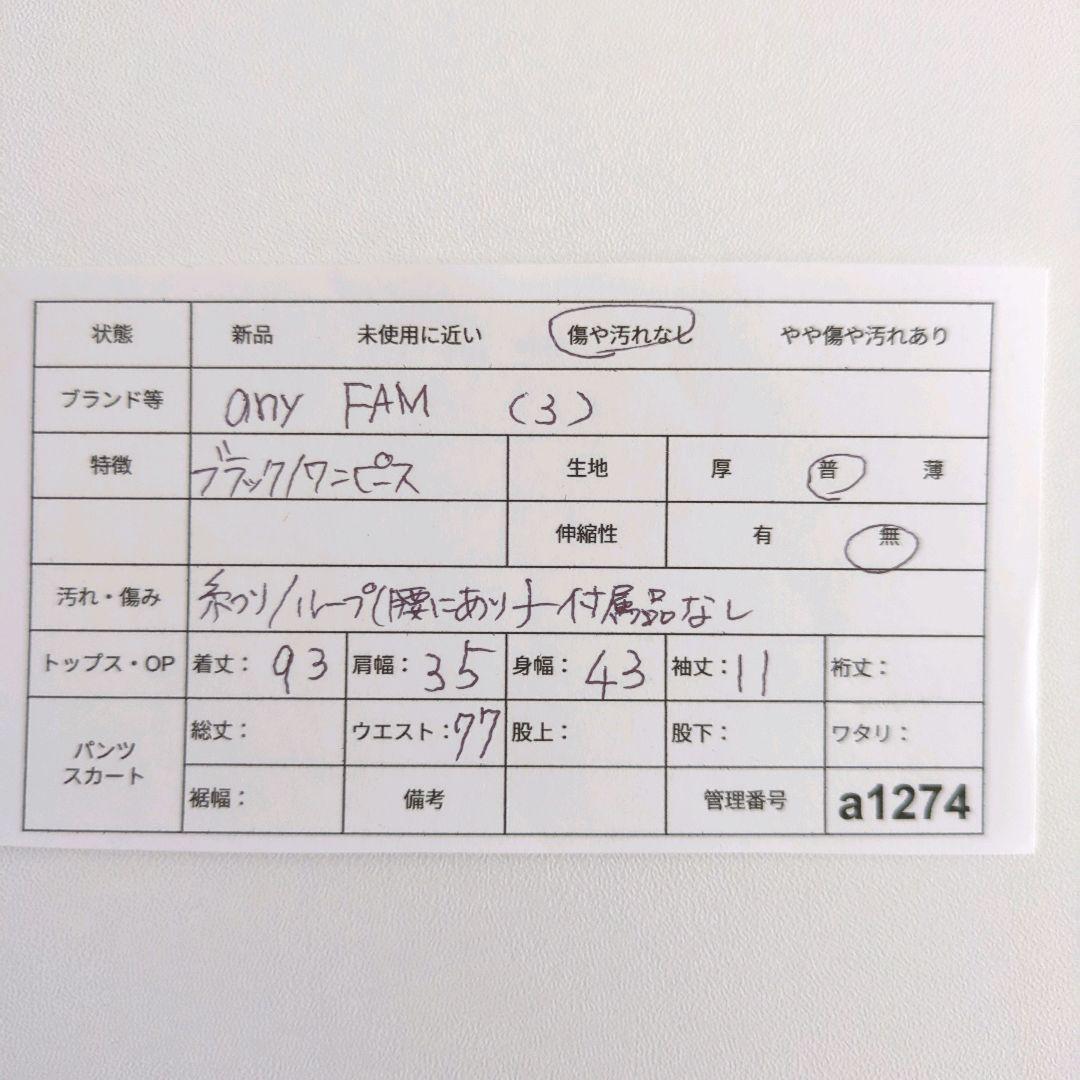 状態 新品 未使用に近い 傷や汚れなし やや傷や汚れあり
ブランド等 any FAM (3)
特徴 ブラック/ワンピース 生地 厚 普 薄
伸縮性 有 無
汚れ・傷み 糸つり/ループ(腰にあり 付属品なし
トップス・OP 着丈: 93 肩幅: 35 身幅: 43 袖丈: 11 裄丈:
パンツ スカート 総丈: ウエスト: 77 股上: 股下: ワタリ:
裾幅: 備考 管理番号 a1274